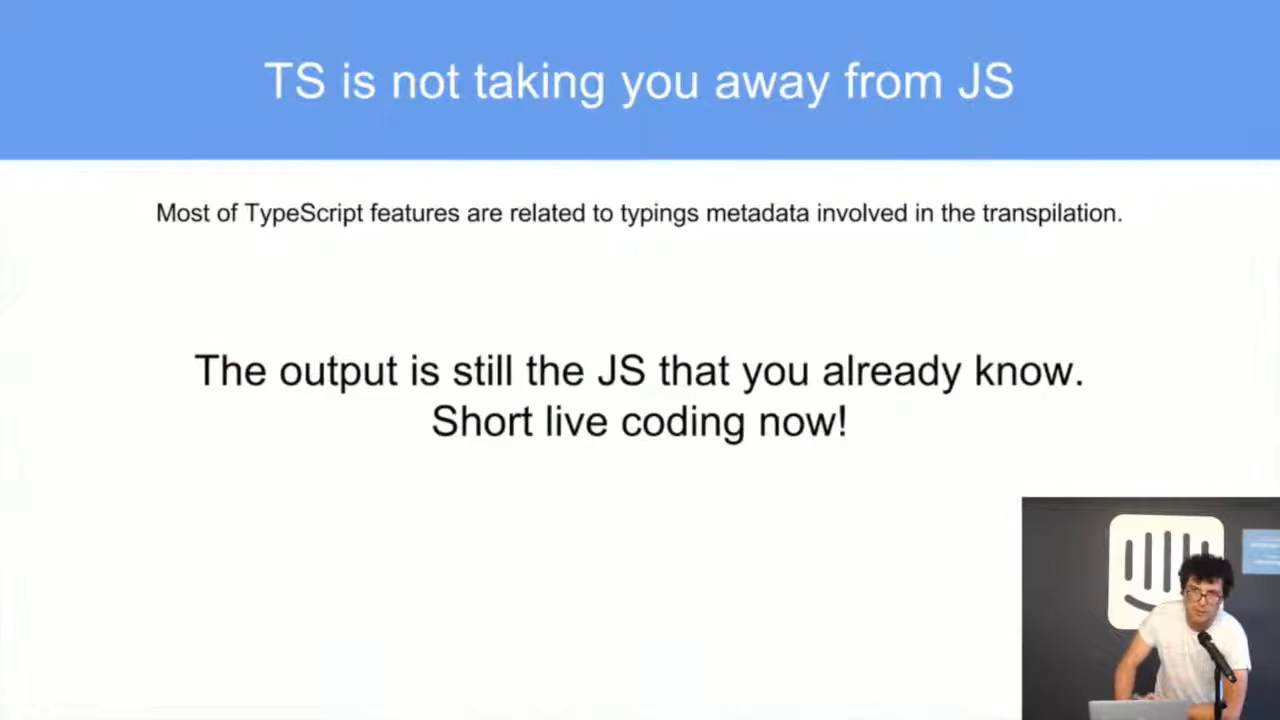 TS is not taking you away from JS
Most of TypeScript features are related to typings metadata involved in the transpilation.
The output is still the JS that you already know.
Short live coding now!